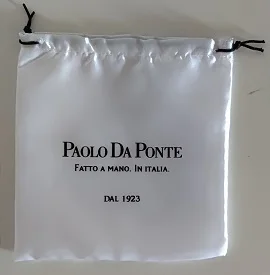 PAOLO DA PONTE
FATTO A MANO. IN ITALIA.
DAL 1923